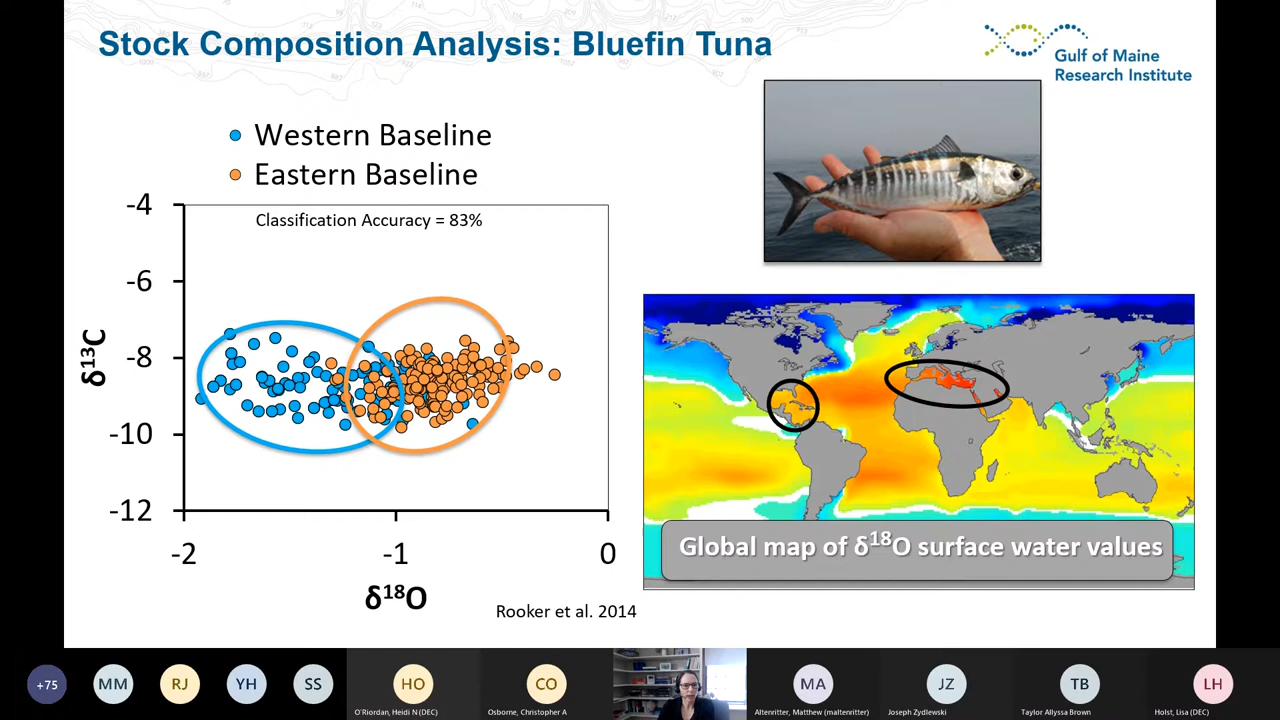 Stock Composition Analysis: Bluefin Tuna
Gulf of Maine
Research Institute
Western Baseline
Eastern Baseline
Classification Accuracy = 83%
-4
-6
-8
-10
-12
δ¹³C
-2
-1
0
δ¹⁸O
Rooker et al. 2014
Global map of δ¹⁸O surface water values
+75
MM
RJ
YH
SS
HO
O'Riordan, Heidi N (DEC)
CO
Osborne, Christopher A
MA
Altenritter, Matthew (maltenritter)
JZ
Joseph Zydlewski
TB
Taylor Allyssa Brown
LH
Holst, Lisa (DEC)